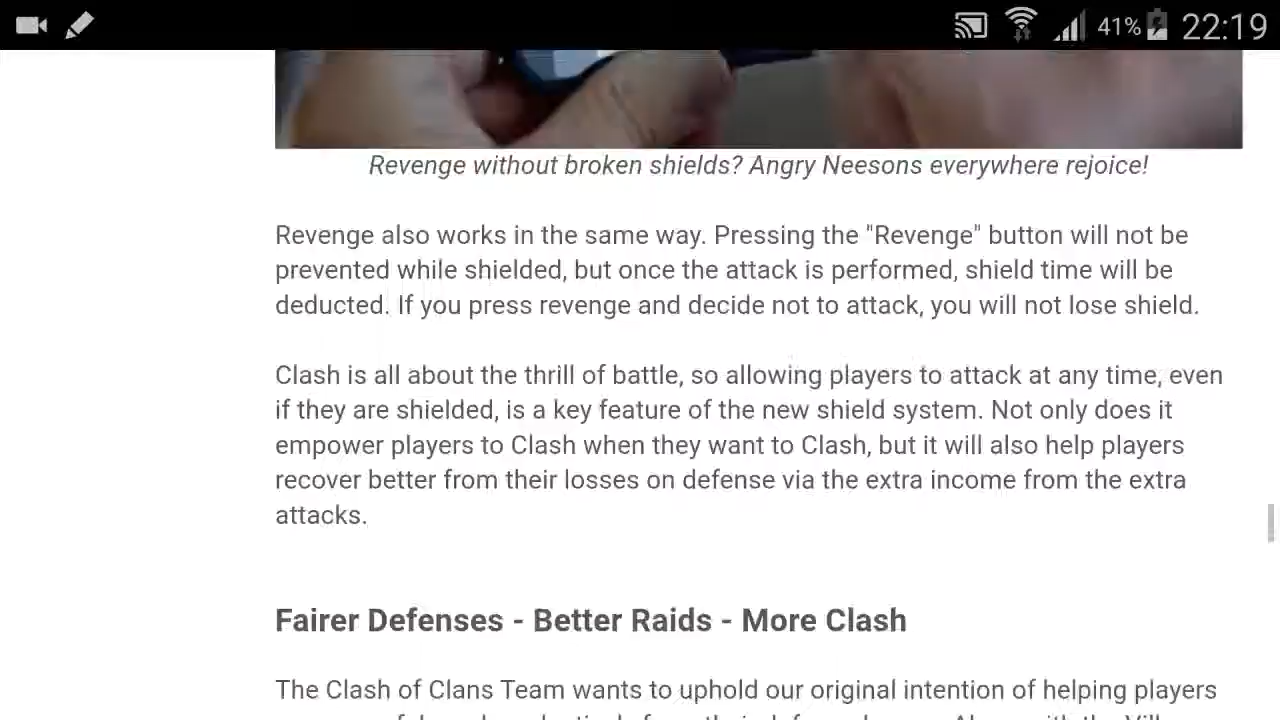 41% 22:19
Revenge without broken shields? Angry Neesons everywhere rejoice!
Revenge also works in the same way. Pressing the "Revenge" button will not be
prevented while shielded, but once the attack is performed, shield time will be
deducted. If you press revenge and decide not to attack, you will not lose shield.
Clash is all about the thrill of battle, so allowing players to attack at any time, even
if they are shielded, is a key feature of the new shield system. Not only does it
empower players to Clash when they want to Clash, but it will also help players
recover better from their losses on defense via the extra income from the extra
attacks.
Fairer Defenses - Better Raids - More Clash
The Clash of Clans Team wants to uphold our original intention of helping players